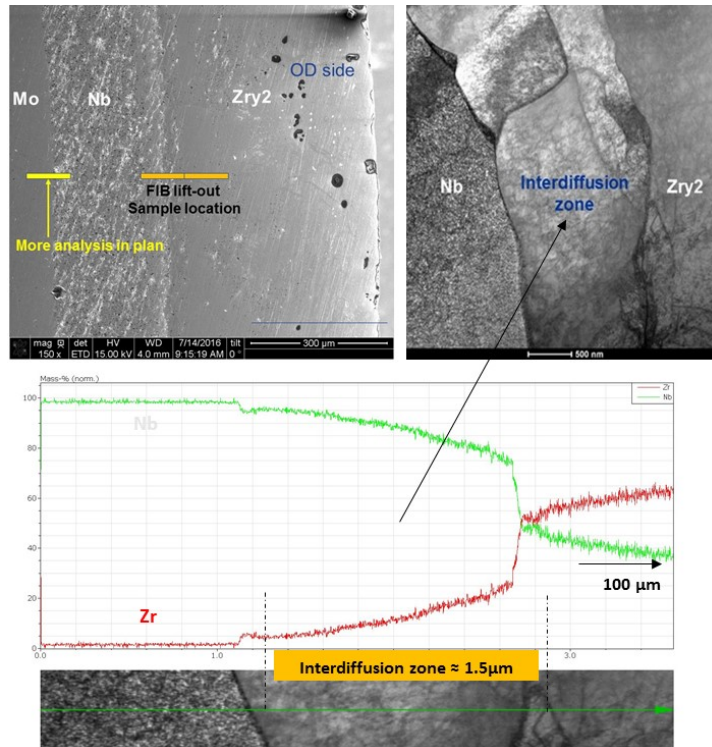 OD side
Mo
Nb
Zry2
FIB lift-out
Sample location
More analysis in plan
mag
det
HV
WD
7/14/2016
tilt
150 x
ETD
15.00 kV
4.0 mm
9:15:19 AM
0 °
300 µm
Nb
Interdiffusion
zone
Zry2
500 nm
Mass-% (norm.)
Zr
Nb
100
80
60
40
20
0
Nb
Zr
100 µm
0.0
1.0
3.0
Interdiffusion zone ≈ 1.5µm